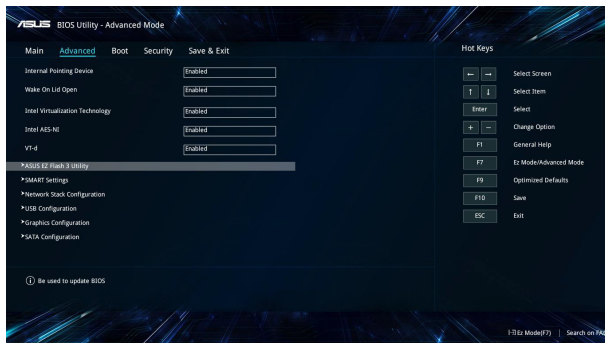 ASUS BIOS Utility - Advanced Mode
Main Advanced Boot Security Save & Exit
Internal Pointing Device Enabled
Wake On Lid Open Enabled
Intel Virtualization Technology Enabled
Intel AES-NI Enabled
VT-d Enabled
>ASUS EZ Flash 3 Utility
>SMART Settings
>Network Stack Configuration
>USB Configuration
>Graphics Configuration
>SATA Configuration
i Be used to update BIOS
Hot Keys
← → Select Screen
↑ ↓ Select Item
Enter Select
+ − Change Option
F1 General Help
F7 Ez Mode/Advanced Mode
F9 Optimized Defaults
F10 Save
ESC Exit
Ez Mode(F7) | Search on FAQ